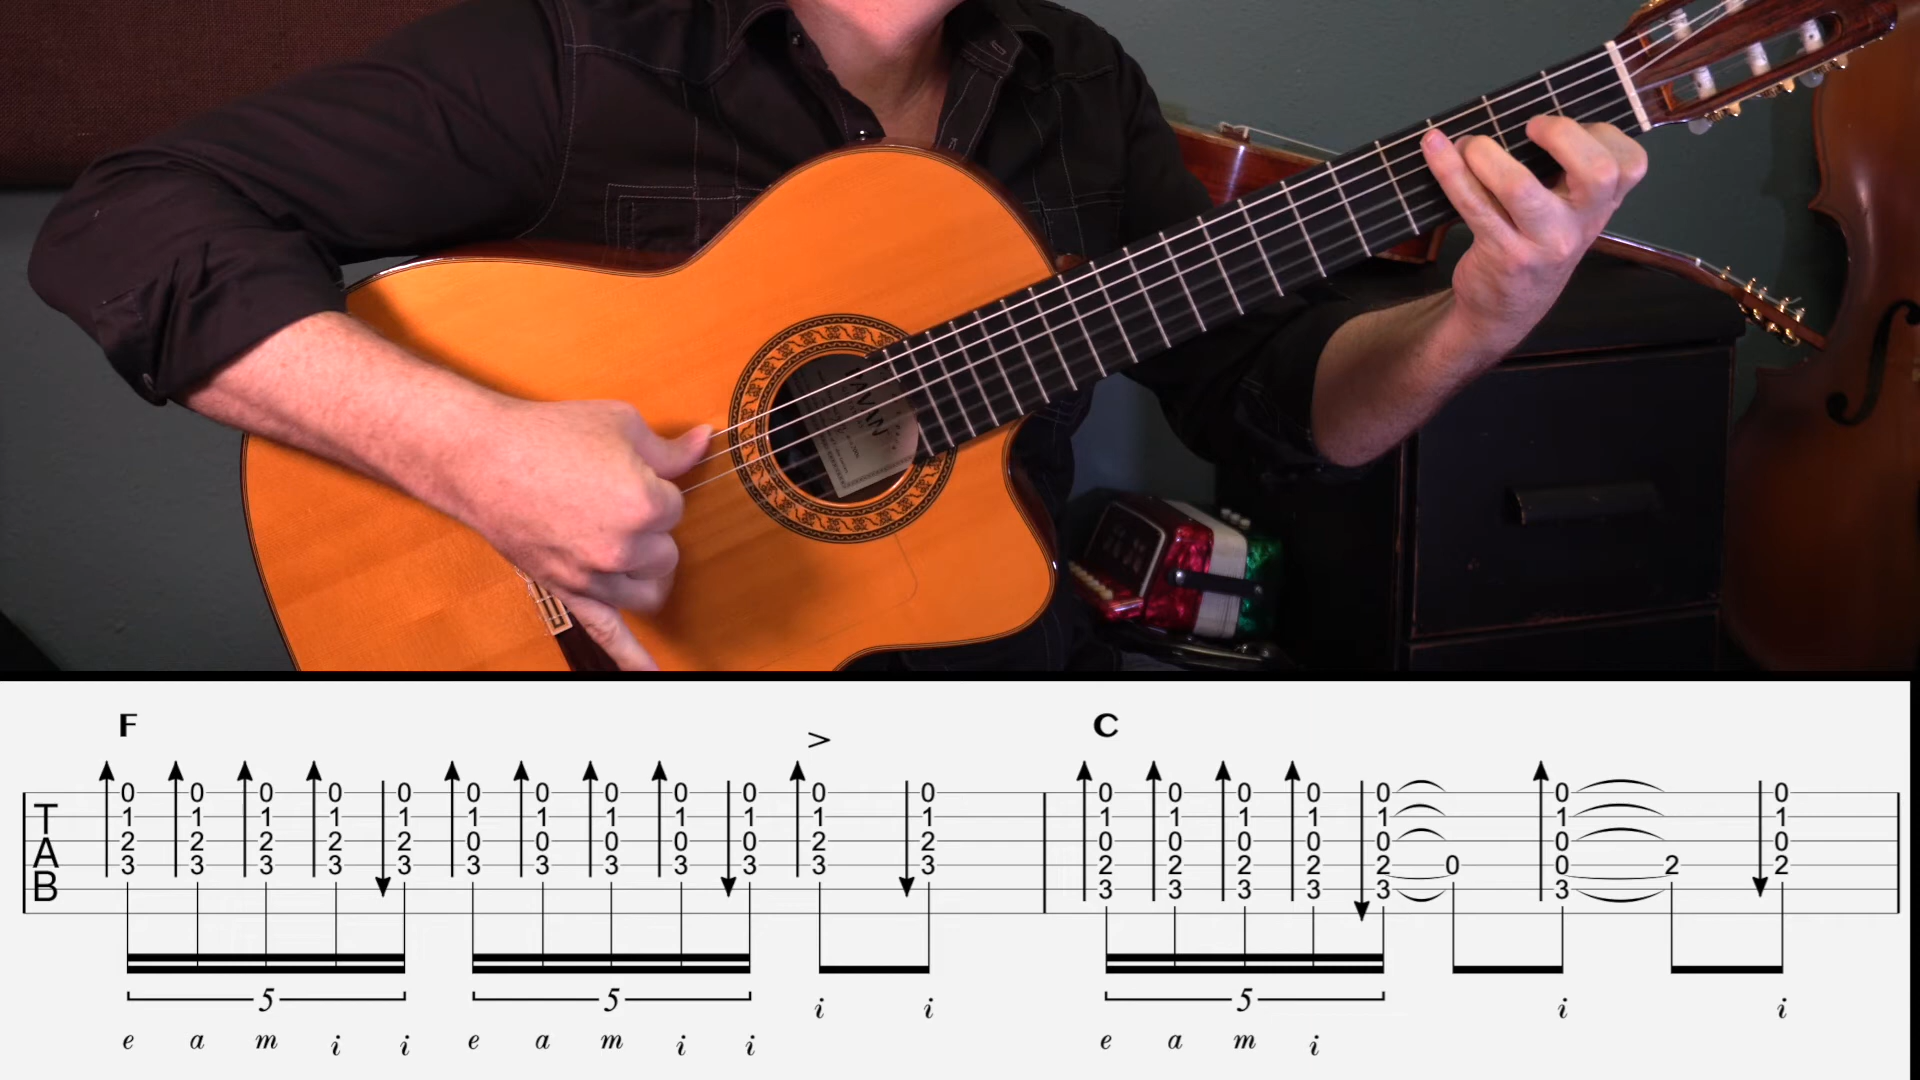 F C
>
0 0 0 0 0 0 0 0 0 0 0 0 0 0 0 0 0 0 0
T 1 1 1 1 1 1 1 1 1 1 1 1 1 1 1 1 1 1 1
A 2 2 2 2 2 0 0 0 0 0 2 2 0 0 0 0 0 0 0
B 3 3 3 3 3 3 3 3 3 3 3 3 2 2 2 2 2 0 0 2 2
3 3 3 3 3 3
5 5 i i 5 i i
e a m i i e a m i i e a m i